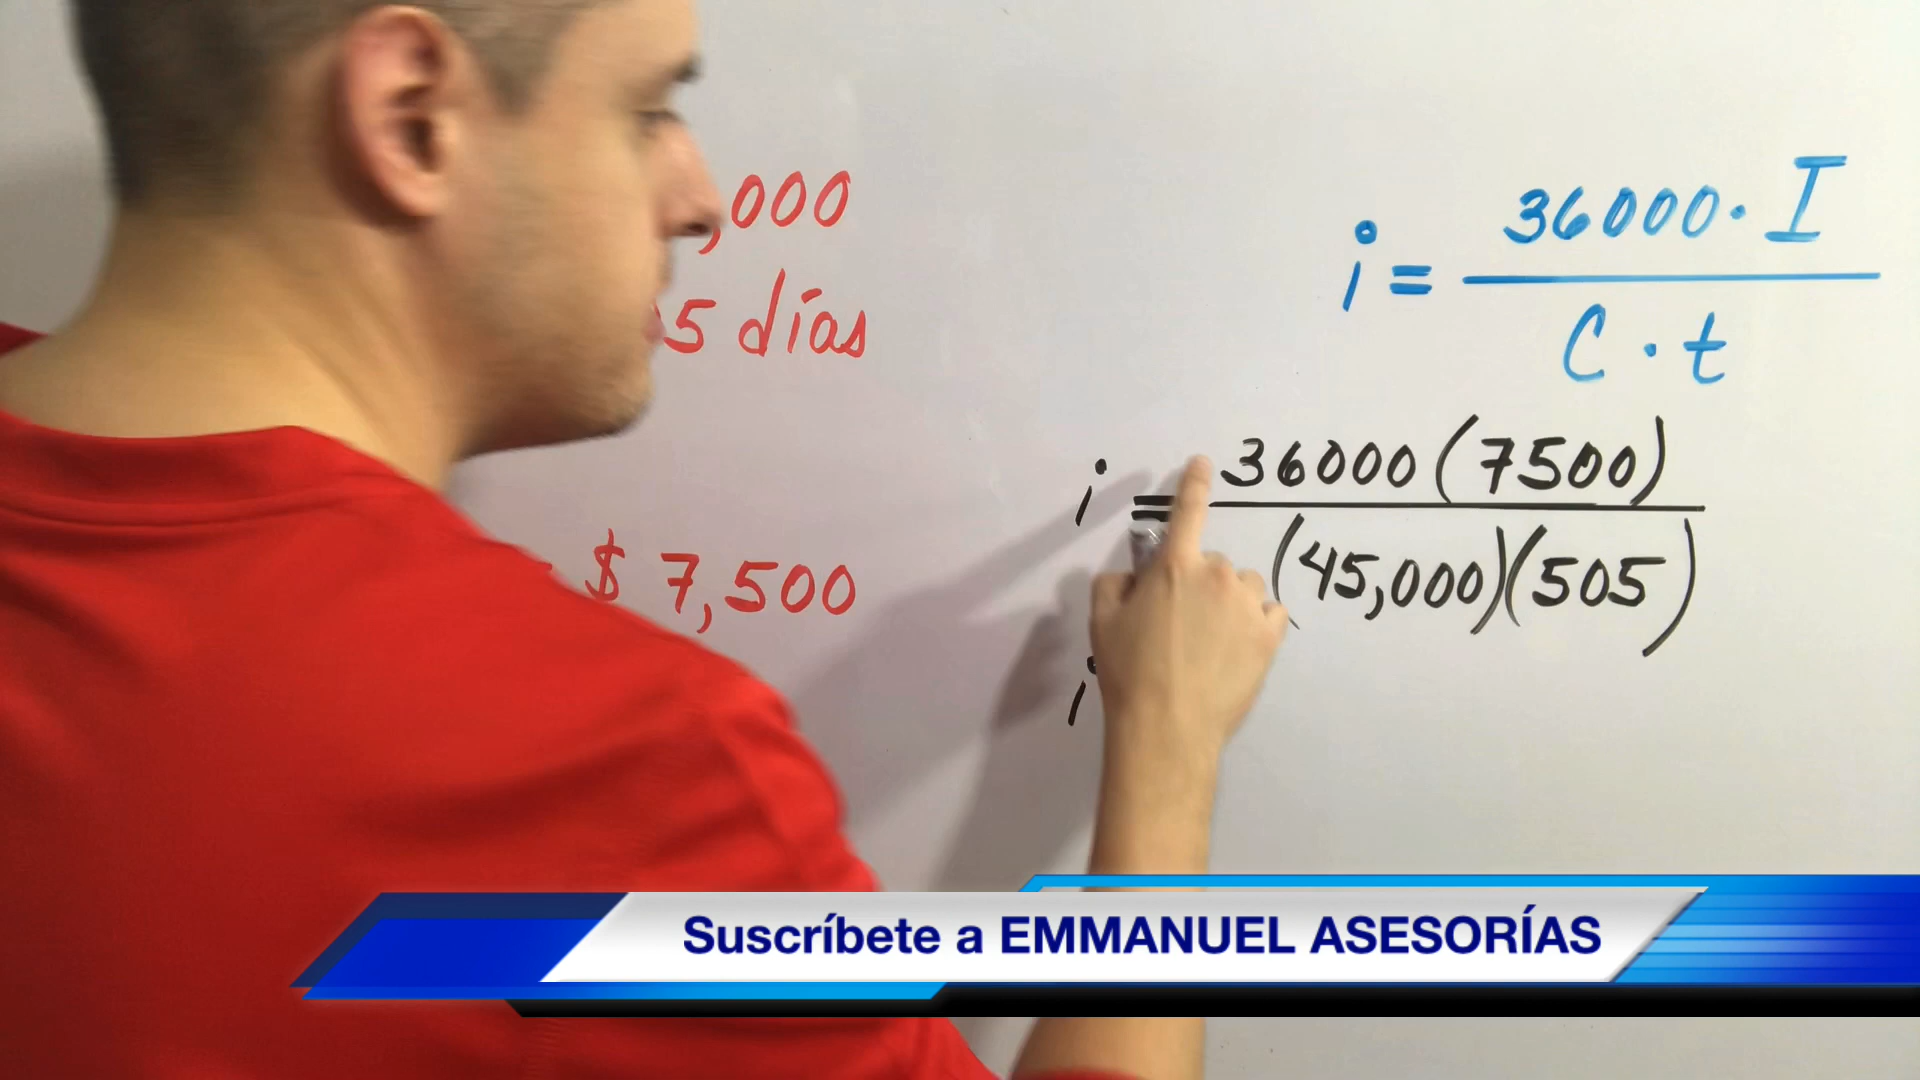 ,000
5 días
$ 7,500
i = 36000 · I
C · t
i = 36000 (7500)
(45,000)(505)
i
Suscríbete a EMMANUEL ASESORÍAS